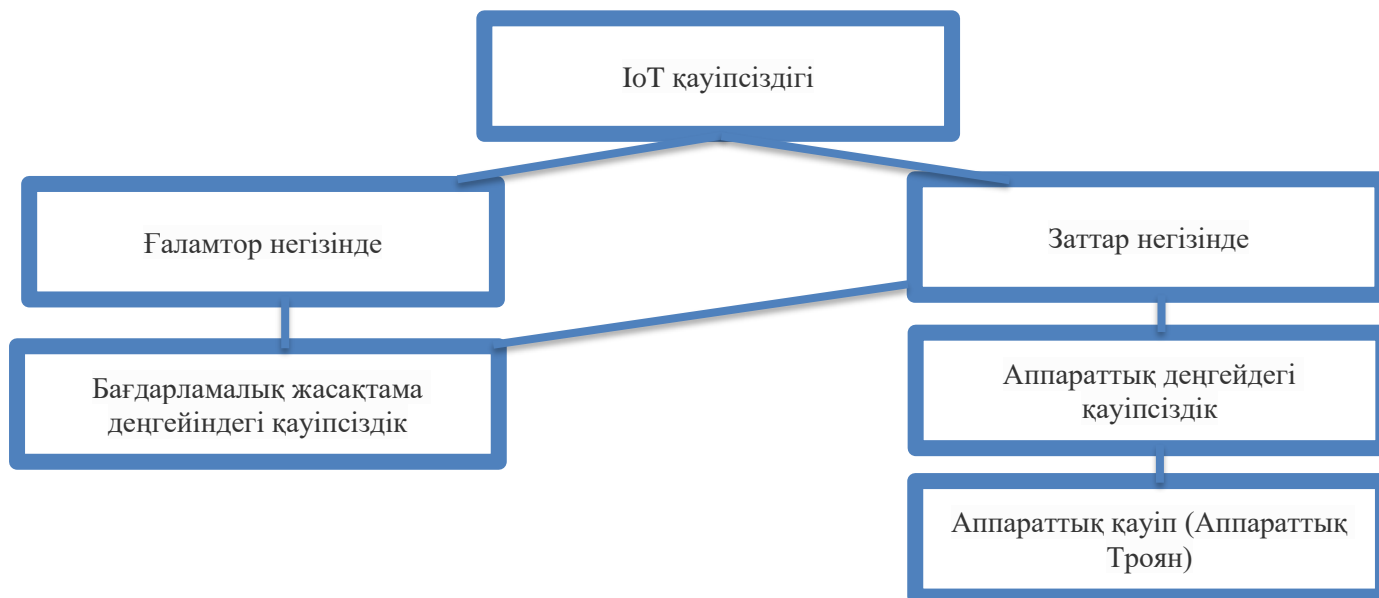 IoT қауіпсіздігі
Ғаламтор негізінде
Заттар негізінде
Бағдарламалық жасақтама
деңгейіндегі қауіпсіздік
Аппараттық деңгейдегі
қауіпсіздік
Аппараттық қауіп (Аппараттық
Троян)